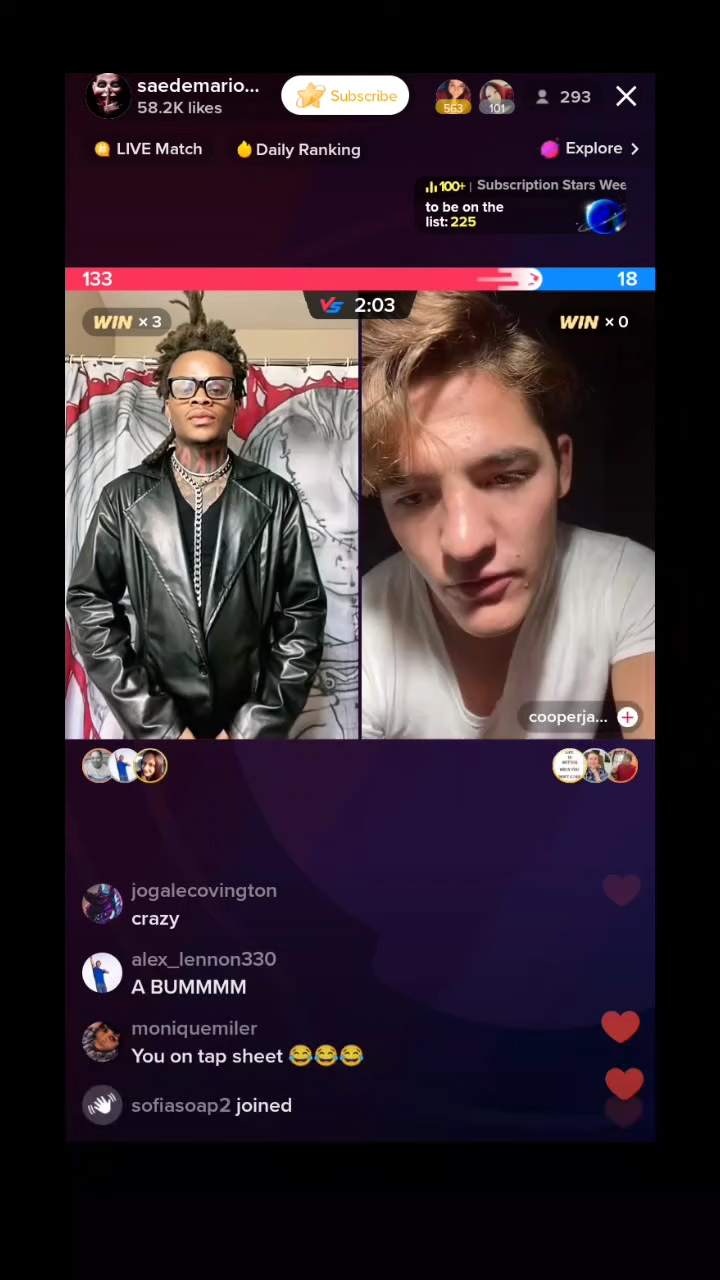 saedemario...
58.2K likes
Subscribe
563
101
293
LIVE Match
Daily Ranking
Explore
100+ | Subscription Stars Wee
to be on the
list: 225
133
18
VS 2:03
WIN × 3
WIN × 0
cooperja...
jogalecovington
crazy
alex_lennon330
A BUMMMM
moniquemiler
You on tap sheet 😂😂😂
sofiasoap2 joined